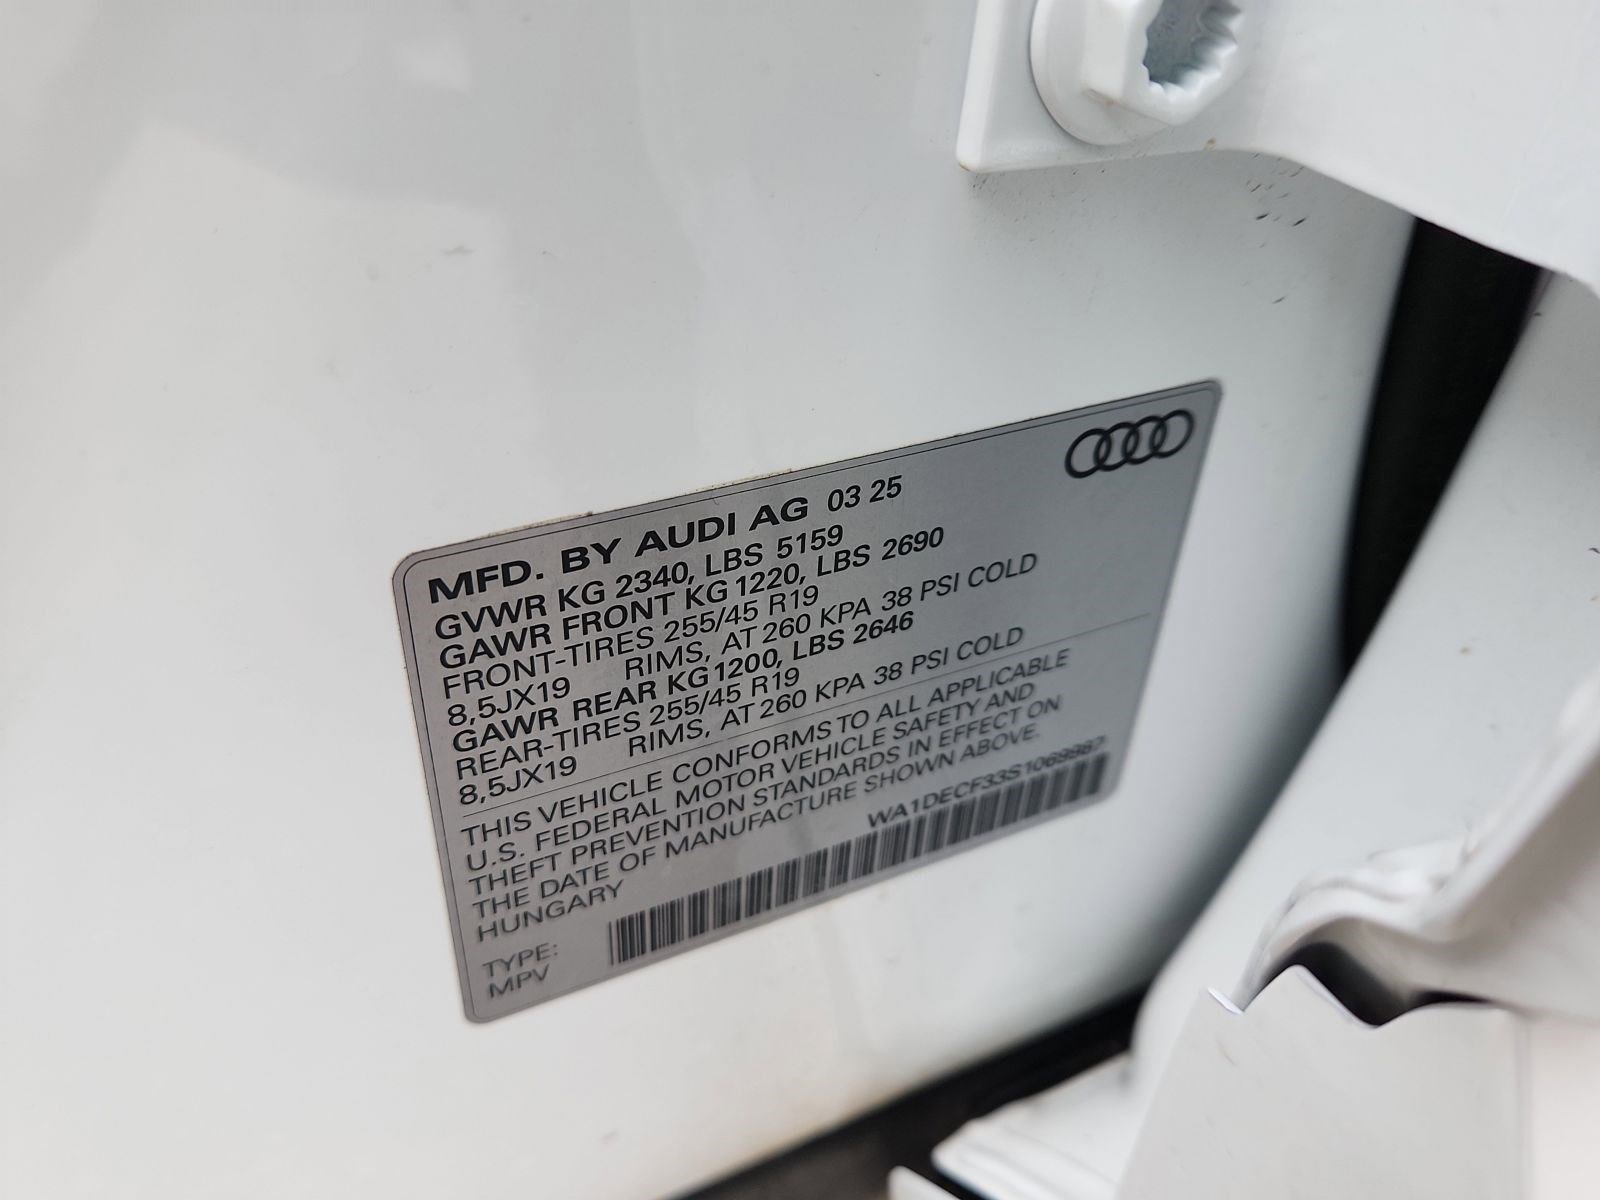 MFD. BY AUDI AG 03 25
GVWR KG 2340, LBS 5159
GAWR FRONT KG 1220, LBS 2690
FRONT-TIRES 255/45 R19
8,5JX19 RIMS, AT 260 KPA 38 PSI COLD
GAWR REAR KG 1200, LBS 2646
REAR-TIRES 255/45 R19
8,5JX19 RIMS, AT 260 KPA 38 PSI COLD
THIS VEHICLE CONFORMS TO ALL APPLICABLE
U.S. FEDERAL MOTOR VEHICLE SAFETY AND
THEFT PREVENTION STANDARDS IN EFFECT ON
THE DATE OF MANUFACTURE SHOWN ABOVE.
HUNGARY
WA1DECF33S1069987
TYPE:
MPV